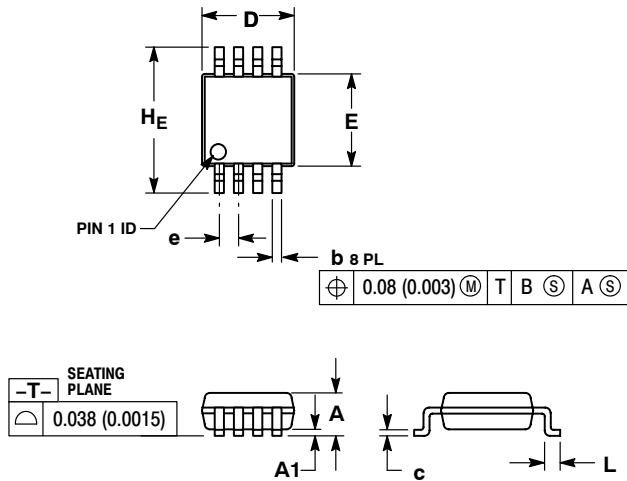 D
HE
E
PIN 1 ID
e
b 8 PL
⌖ 0.08 (0.003) Ⓜ T B Ⓢ A Ⓢ
–T– SEATING
PLANE
⌓ 0.038 (0.0015)
A
A1
c
L